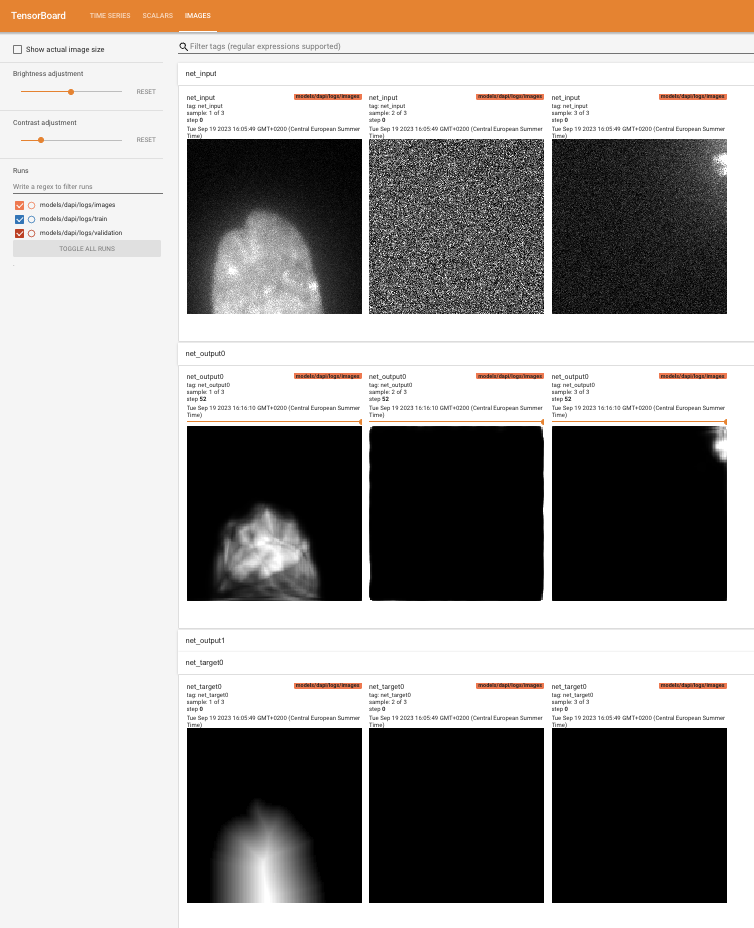 TensorBoard TIME SERIES SCALARS IMAGES
Show actual image size
Brightness adjustment
RESET
Contrast adjustment
RESET
Runs
Write a regex to filter runs
models/dapi/logs/images
models/dapi/logs/train
models/dapi/logs/validation
TOGGLE ALL RUNS
Filter tags (regular expressions supported)
net_input
net_input models/dapi/logs/images
tag: net_input
sample: 1 of 3
step 0
Tue Sep 19 2023 16:05:49 GMT+0200 (Central European Summer
Time)
net_input models/dapi/logs/images
tag: net_input
sample: 2 of 3
step 0
Tue Sep 19 2023 16:05:49 GMT+0200 (Central European Summer
Time)
net_input models/dapi/logs/images
tag: net_input
sample: 3 of 3
step 0
Tue Sep 19 2023 16:05:49 GMT+0200 (Central European Summer
Time)
net_output0
net_output0 models/dapi/logs/images
tag: net_output0
sample: 1 of 3
step 52
Tue Sep 19 2023 16:16:10 GMT+0200 (Central European Summer
Time)
net_output0 models/dapi/logs/images
tag: net_output0
sample: 2 of 3
step 52
Tue Sep 19 2023 16:16:10 GMT+0200 (Central European Summer
Time)
net_output0 models/dapi/logs/images
tag: net_output0
sample: 3 of 3
step 52
Tue Sep 19 2023 16:16:10 GMT+0200 (Central European Summer
Time)
net_output1
net_target0
net_target0 models/dapi/logs/images
tag: net_target0
sample: 1 of 3
step 0
Tue Sep 19 2023 16:05:49 GMT+0200 (Central European Summer
Time)
net_target0 models/dapi/logs/images
tag: net_target0
sample: 2 of 3
step 0
Tue Sep 19 2023 16:05:49 GMT+0200 (Central European Summer
Time)
net_target0 models/dapi/logs/images
tag: net_target0
sample: 3 of 3
step 0
Tue Sep 19 2023 16:05:49 GMT+0200 (Central European Summer
Time)